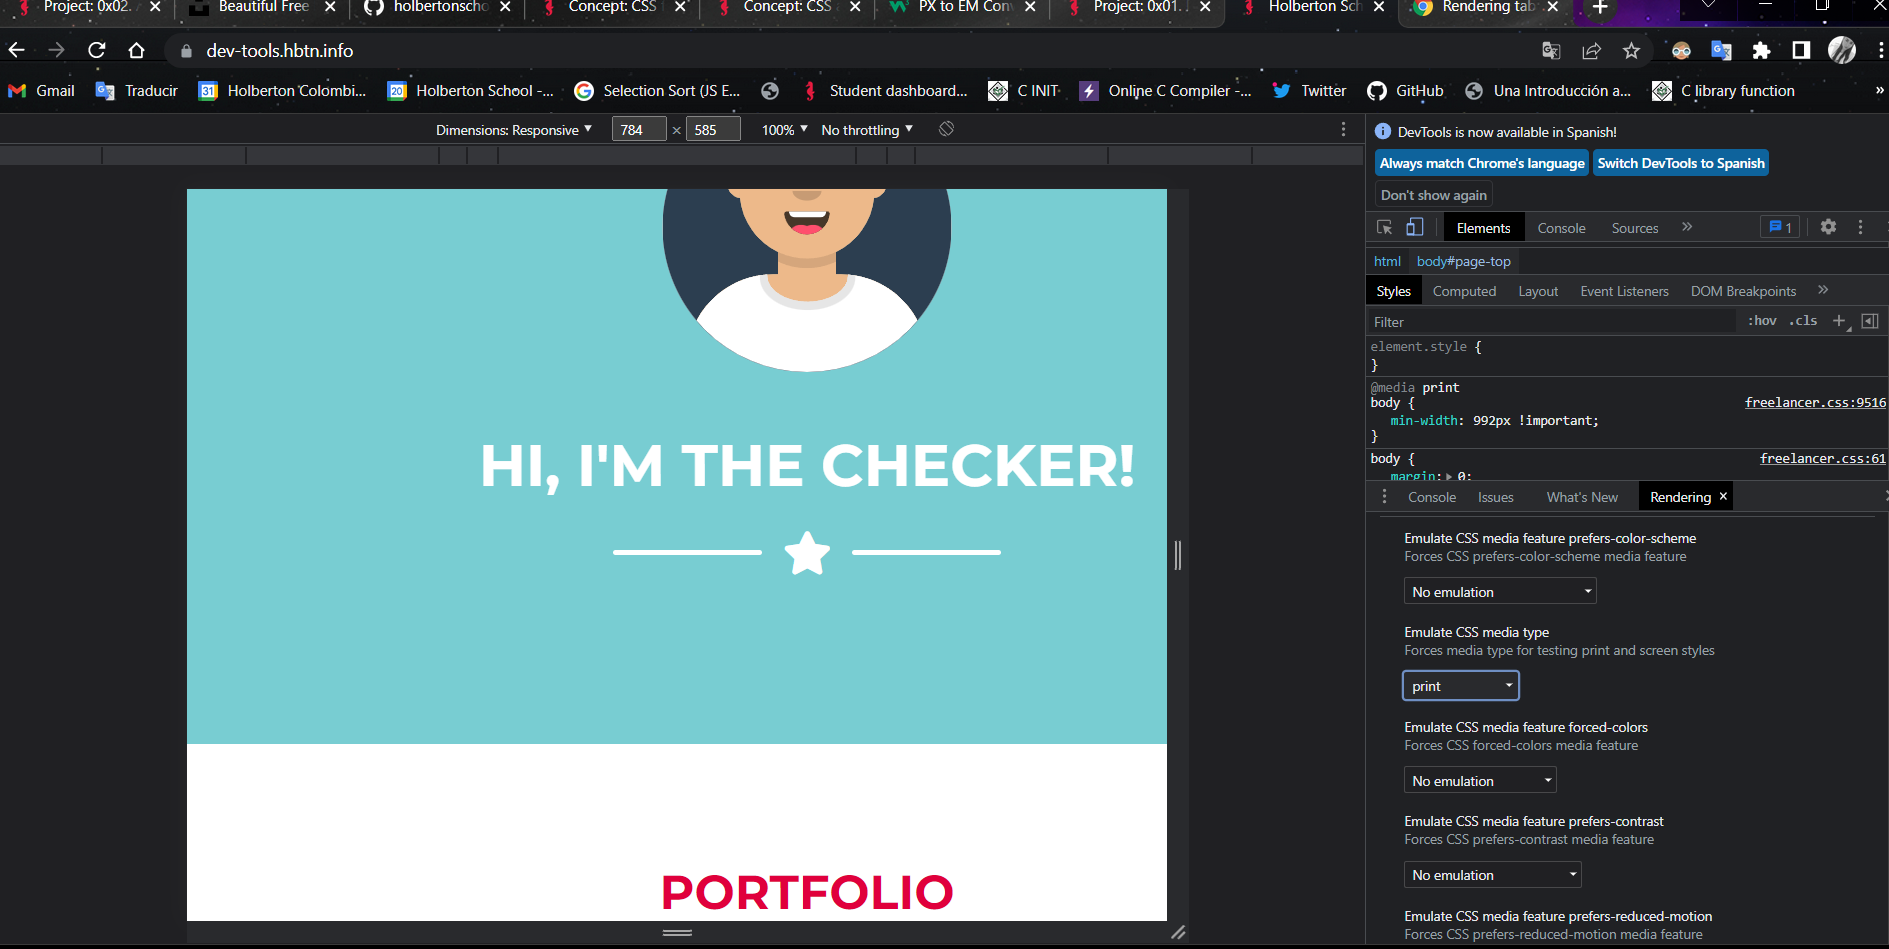 Project: 0x02.
Beautiful Free
holbertonscho
Concept: CSS
Concept: CSS
PX to EM Con
Project: 0x01.
Holberton Sch
Rendering tab
dev-tools.hbtn.info
Gmail
Traducir
31 Holberton Colombi...
20 Holberton School -...
Selection Sort (JS E...
Student dashboard...
C INIT
Online C Compiler -...
Twitter
GitHub
Una Introducción a...
C library function
»
Dimensions: Responsive
784 × 585
100%
No throttling
DevTools is now available in Spanish!
Always match Chrome's language
Switch DevTools to Spanish
Don't show again
Elements
Console
Sources
»
1
html
body#page-top
Styles
Computed
Layout
Event Listeners
DOM Breakpoints
»
Filter
:hov
.cls
+
element.style {
}
@media print
body {
freelancer.css:9516
min-width: 992px !important;
}
body {
freelancer.css:61
margin: 0;
Console
Issues
What's New
Rendering ×
Emulate CSS media feature prefers-color-scheme
Forces CSS prefers-color-scheme media feature
No emulation
Emulate CSS media type
Forces media type for testing print and screen styles
print
Emulate CSS media feature forced-colors
Forces CSS forced-colors media feature
No emulation
Emulate CSS media feature prefers-contrast
Forces CSS prefers-contrast media feature
No emulation
Emulate CSS media feature prefers-reduced-motion
Forces CSS prefers-reduced-motion media feature
HI, I'M THE CHECKER!
PORTFOLIO